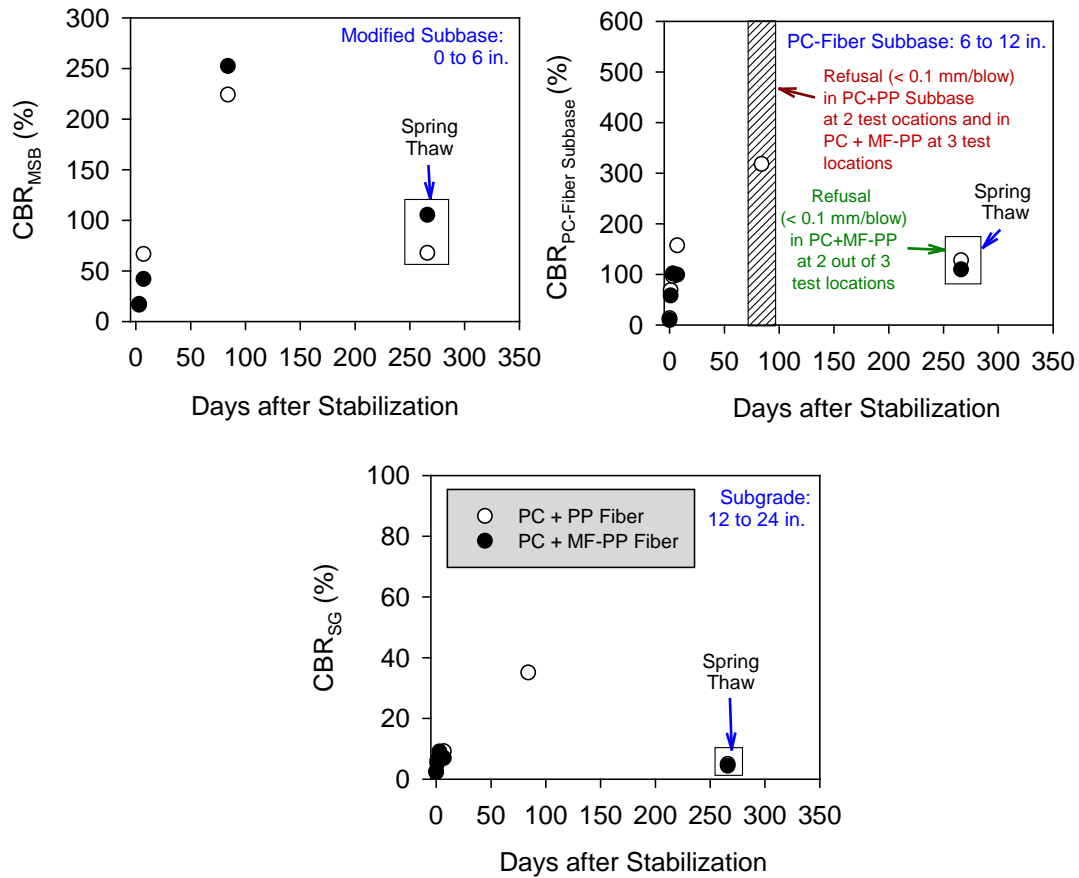 Modified Subbase:
0 to 6 in.
300
250
200
150
100
50
0
CBR_MSB (%)
Spring
Thaw
0 50 100 150 200 250 300 350
Days after Stabilization
PC-Fiber Subbase: 6 to 12 in.
600
500
400
300
200
100
0
CBR_PC-Fiber Subbase (%)
Refusal (< 0.1 mm/blow)
in PC+PP Subbase
at 2 test ocations and in
PC + MF-PP at 3 test
locations
Refusal
(< 0.1 mm/blow)
in PC+MF-PP
at 2 out of 3
test locations
Spring
Thaw
0 50 100 150 200 250 300 350
Days after Stabilization
Subgrade:
12 to 24 in.
100
80
60
40
20
0
CBR_SG (%)
PC + PP Fiber
PC + MF-PP Fiber
Spring
Thaw
0 50 100 150 200 250 300 350
Days after Stabilization